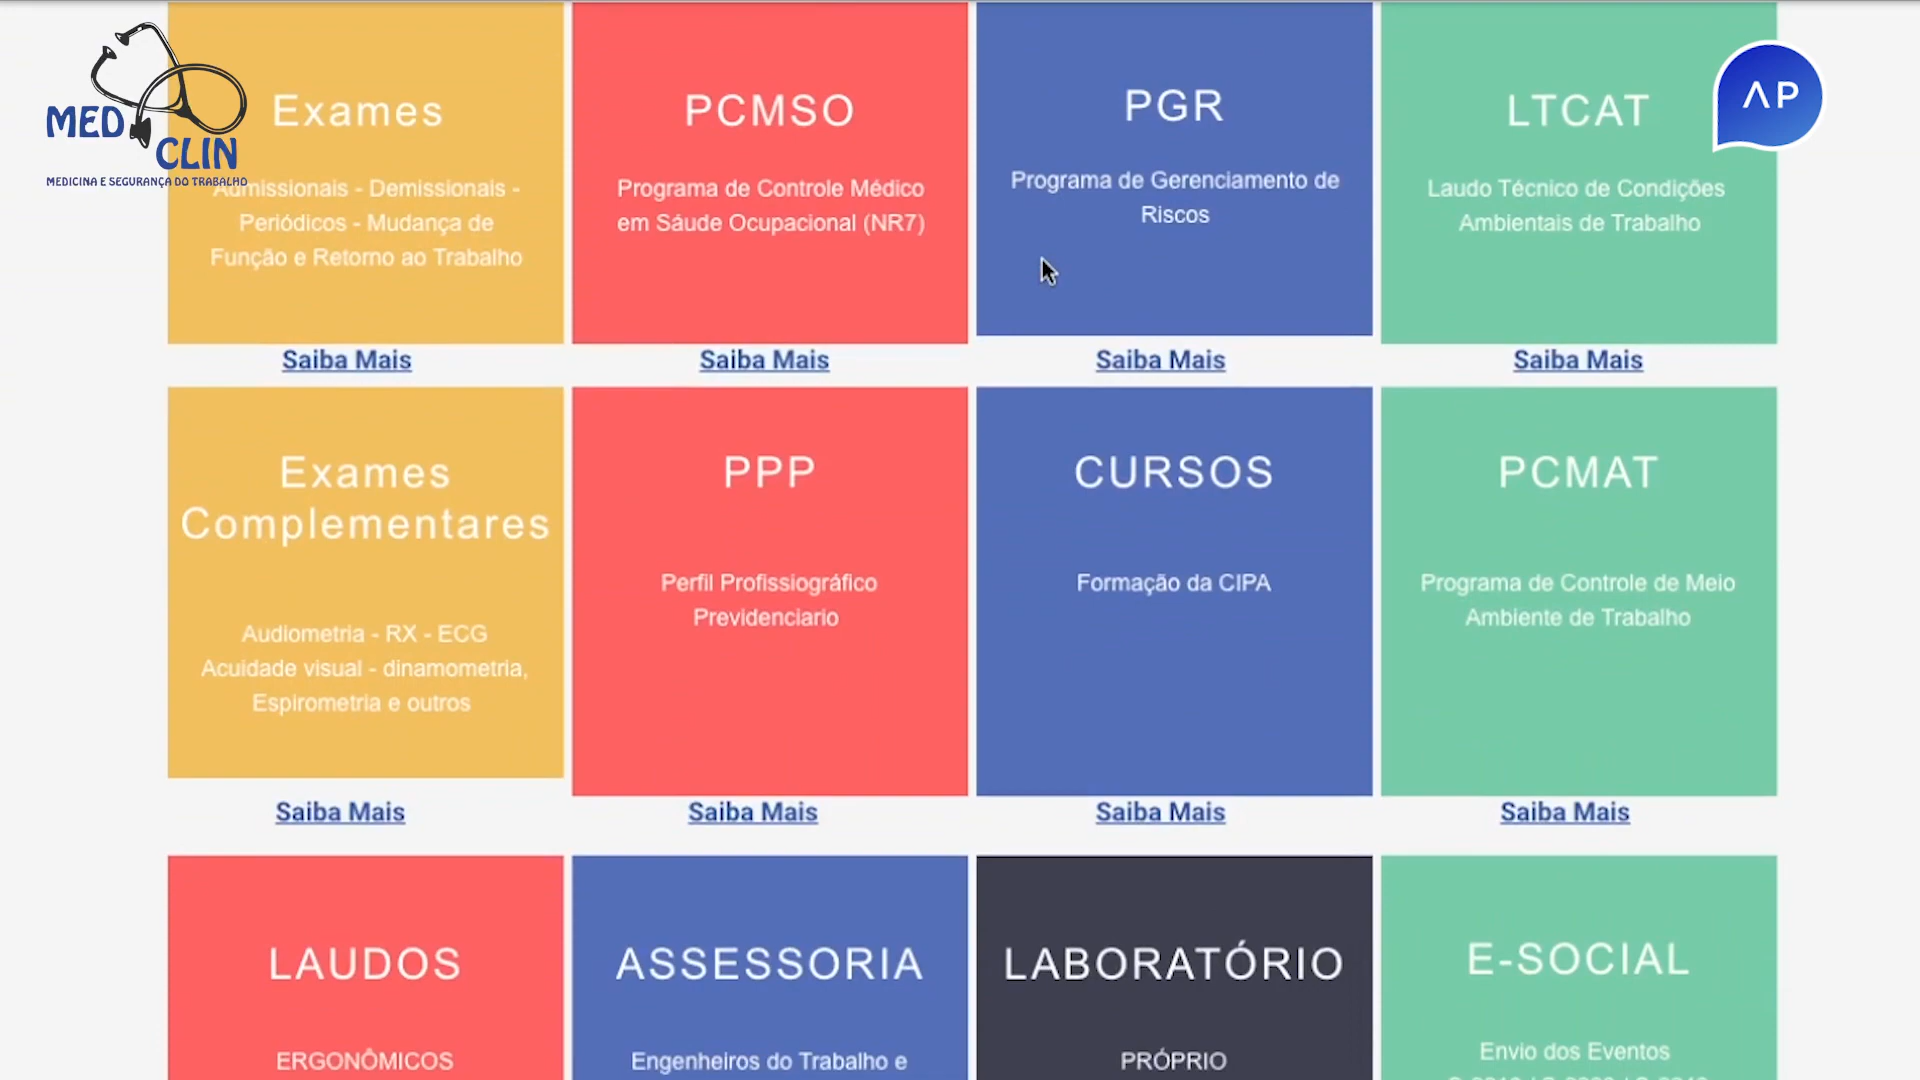 MED
CLIN
MEDICINA E SEGURANÇA DO TRABALHO
AP
Exames
Admissionais - Demissionais -
Periódicos - Mudança de
Função e Retorno ao Trabalho
Saiba Mais
PCMSO
Programa de Controle Médico
em Sáude Ocupacional (NR7)
Saiba Mais
PGR
Programa de Gerenciamento de
Riscos
Saiba Mais
LTCAT
Laudo Técnico de Condições
Ambientais de Trabalho
Saiba Mais
Exames
Complementares
Audiometria - RX - ECG
Acuidade visual - dinamometria,
Espirometria e outros
Saiba Mais
PPP
Perfil Profissiográfico
Previdenciario
Saiba Mais
CURSOS
Formação da CIPA
Saiba Mais
PCMAT
Programa de Controle de Meio
Ambiente de Trabalho
Saiba Mais
LAUDOS
ERGONÔMICOS
ASSESSORIA
Engenheiros do Trabalho e
LABORATÓRIO
PRÓPRIO
E-SOCIAL
Envio dos Eventos